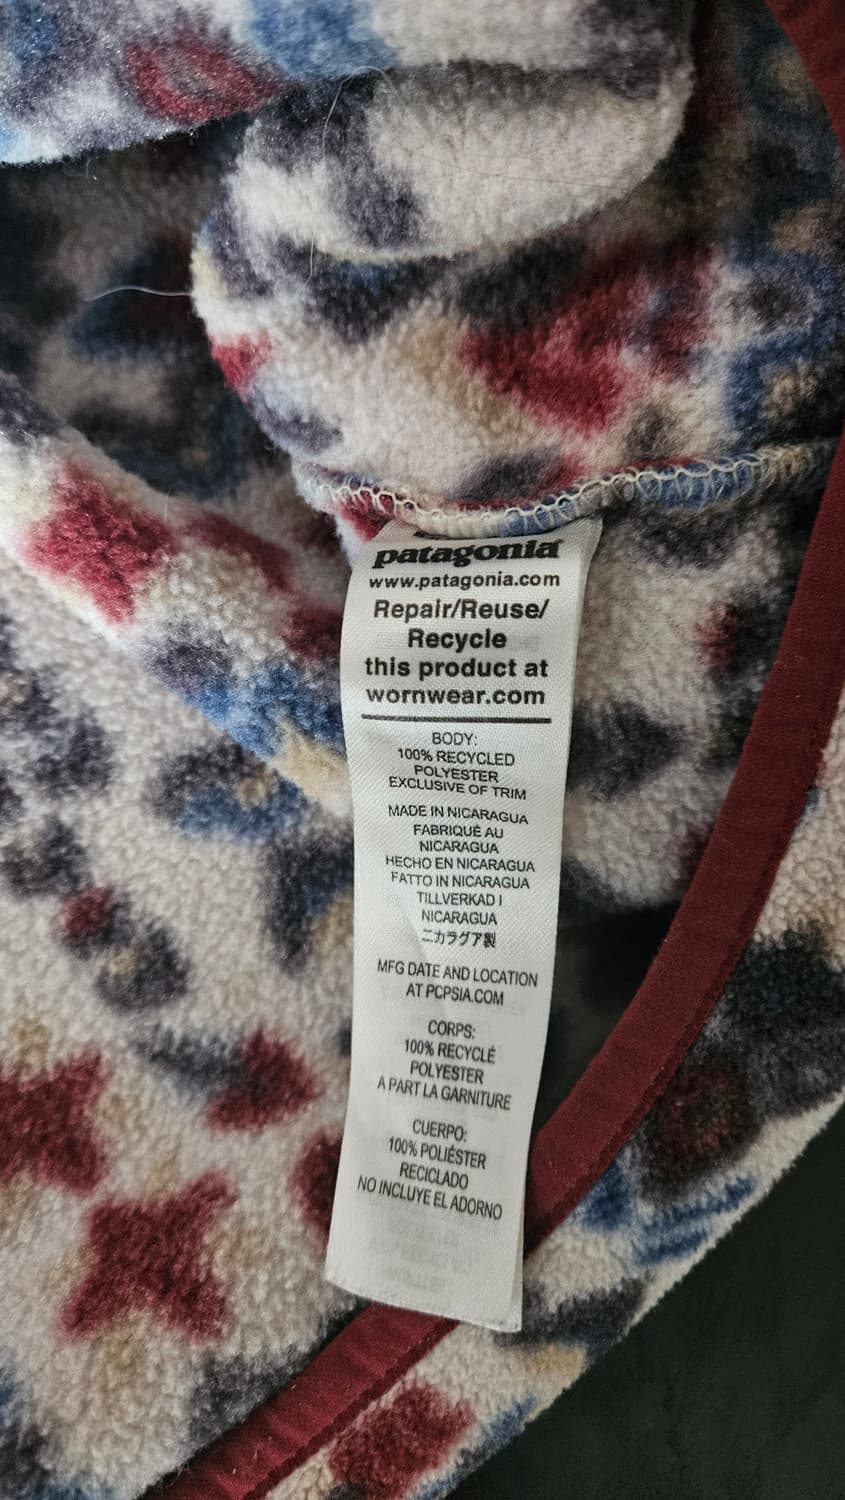 patagonia
www.patagonia.com
Repair/Reuse/
Recycle
this product at
wornwear.com
BODY:
100% RECYCLED
POLYESTER
EXCLUSIVE OF TRIM
MADE IN NICARAGUA
FABRIQUÉ AU
NICARAGUA
HECHO EN NICARAGUA
FATTO IN NICARAGUA
TILLVERKAD I
NICARAGUA
ニカラグア製
MFG DATE AND LOCATION
AT PCPSIA.COM
CORPS:
100% RECYCLÉ
POLYESTER
A PART LA GARNITURE
CUERPO:
100% POLIÉSTER
RECICLADO
NO INCLUYE EL ADORNO